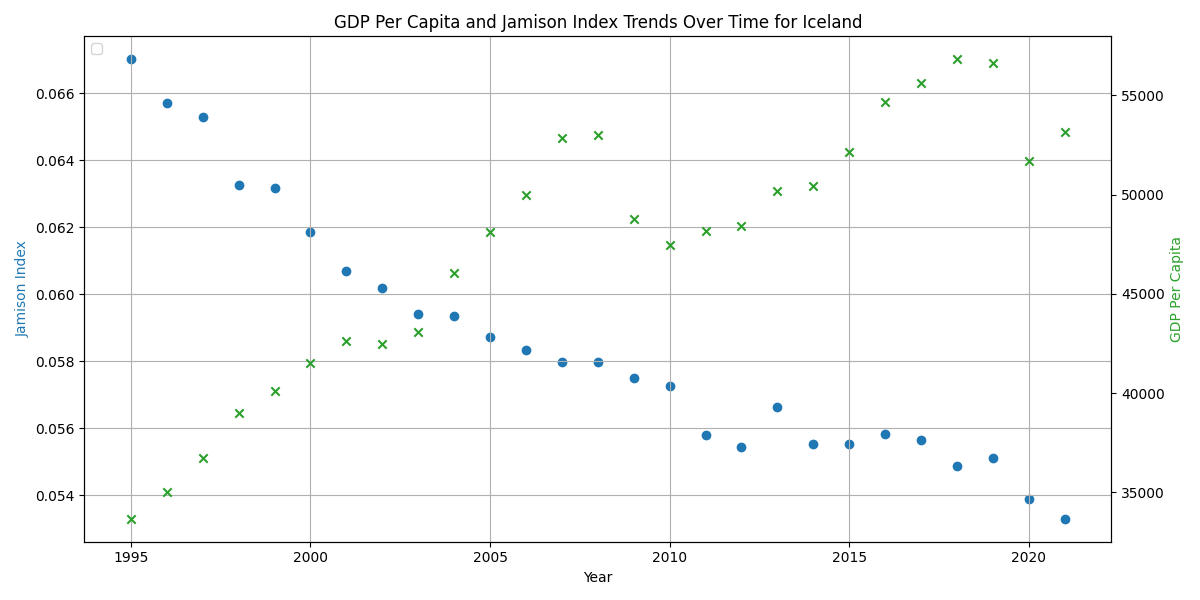 GDP Per Capita and Jamison Index Trends Over Time for Iceland
0.066
0.064
0.062
0.060
0.058
0.056
0.054
Jamison Index
55000
50000
45000
40000
35000
GDP Per Capita
1995 2000 2005 2010 2015 2020
Year